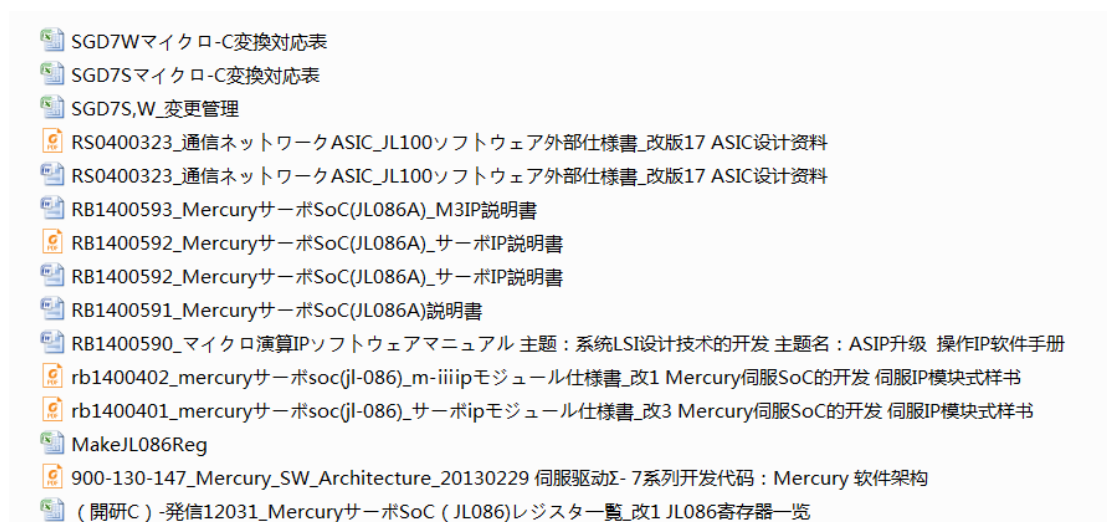 SGD7Wマイクロ-C変換対応表
SGD7Sマイクロ-C変換対応表
SGD7S,W_変更管理
RS0400323_通信ネットワークASIC_JL100ソフトウェア外部仕様書_改版17 ASIC设计资料
RS0400323_通信ネットワークASIC_JL100ソフトウェア外部仕様書_改版17 ASIC设计资料
RB1400593_MercuryサーボSoC(JL086A)_M3IP説明書
RB1400592_MercuryサーボSoC(JL086A)_サーボIP説明書
RB1400592_MercuryサーボSoC(JL086A)_サーボIP説明書
RB1400591_MercuryサーボSoC(JL086A)説明書
RB1400590_マイクロ演算IPソフトウェアマニュアル 主题：系统LSI设计技术的开发 主题名：ASIP升级 操作IP软件手册
rb1400402_mercuryサーボsoc(jl-086)_m-iiiipモジュール仕様書_改1 Mercury伺服SoC的开发 伺服IP模块式样书
rb1400401_mercuryサーボsoc(jl-086)_サーボipモジュール仕様書_改3 Mercury伺服SoC的开发 伺服IP模块式样书
MakeJL086Reg
900-130-147_Mercury_SW_Architecture_20130229 伺服驱动Σ- 7系列开发代码：Mercury 软件架构
（開研C）-発信12031_MercuryサーボSoC（JL086)レジスター覧_改1 JL086寄存器一览